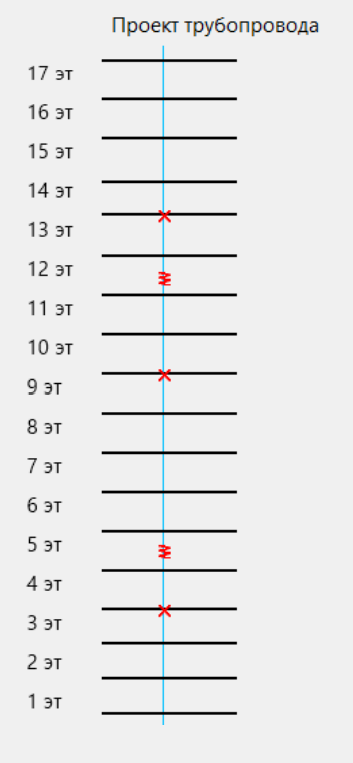 Проект трубопровода
17 эт
16 эт
15 эт
14 эт
13 эт
12 эт
11 эт
10 эт
9 эт
8 эт
7 эт
6 эт
5 эт
4 эт
3 эт
2 эт
1 эт